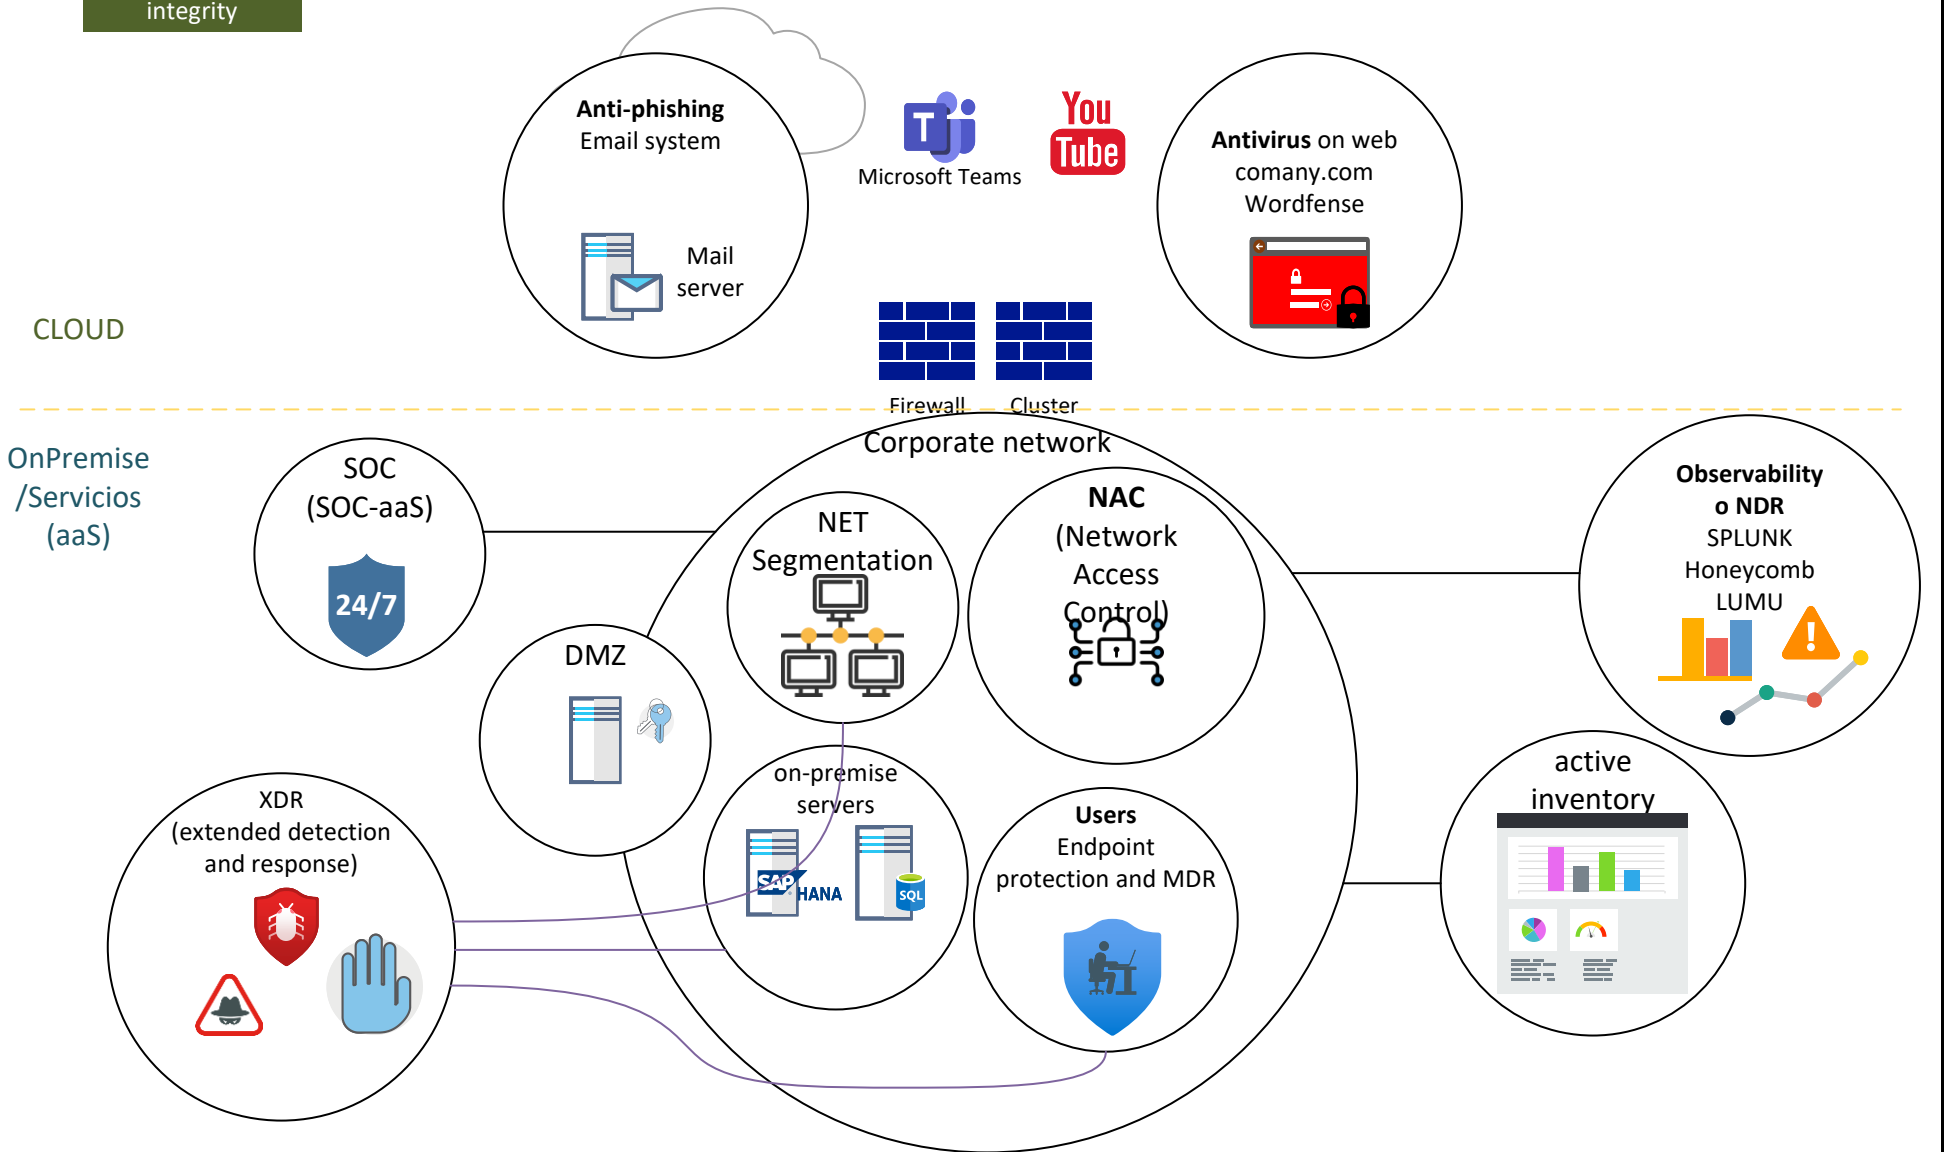 integrity
Anti-phishing
Email system
Mail
server
T
Microsoft Teams
You
Tube
Antivirus on web
comany.com
Wordfense
CLOUD
Firewall
Cluster
OnPremise
/Servicios
(aaS)
SOC
(SOC-aaS)
24/7
Corporate network
NET
Segmentation
NAC
(Network
Access
Control)
Observability
o NDR
SPLUNK
Honeycomb
LUMU
!
DMZ
on-premise
servers
SAP
HANA
SQL
Users
Endpoint
protection and MDR
active
inventory
XDR
(extended detection
and response)